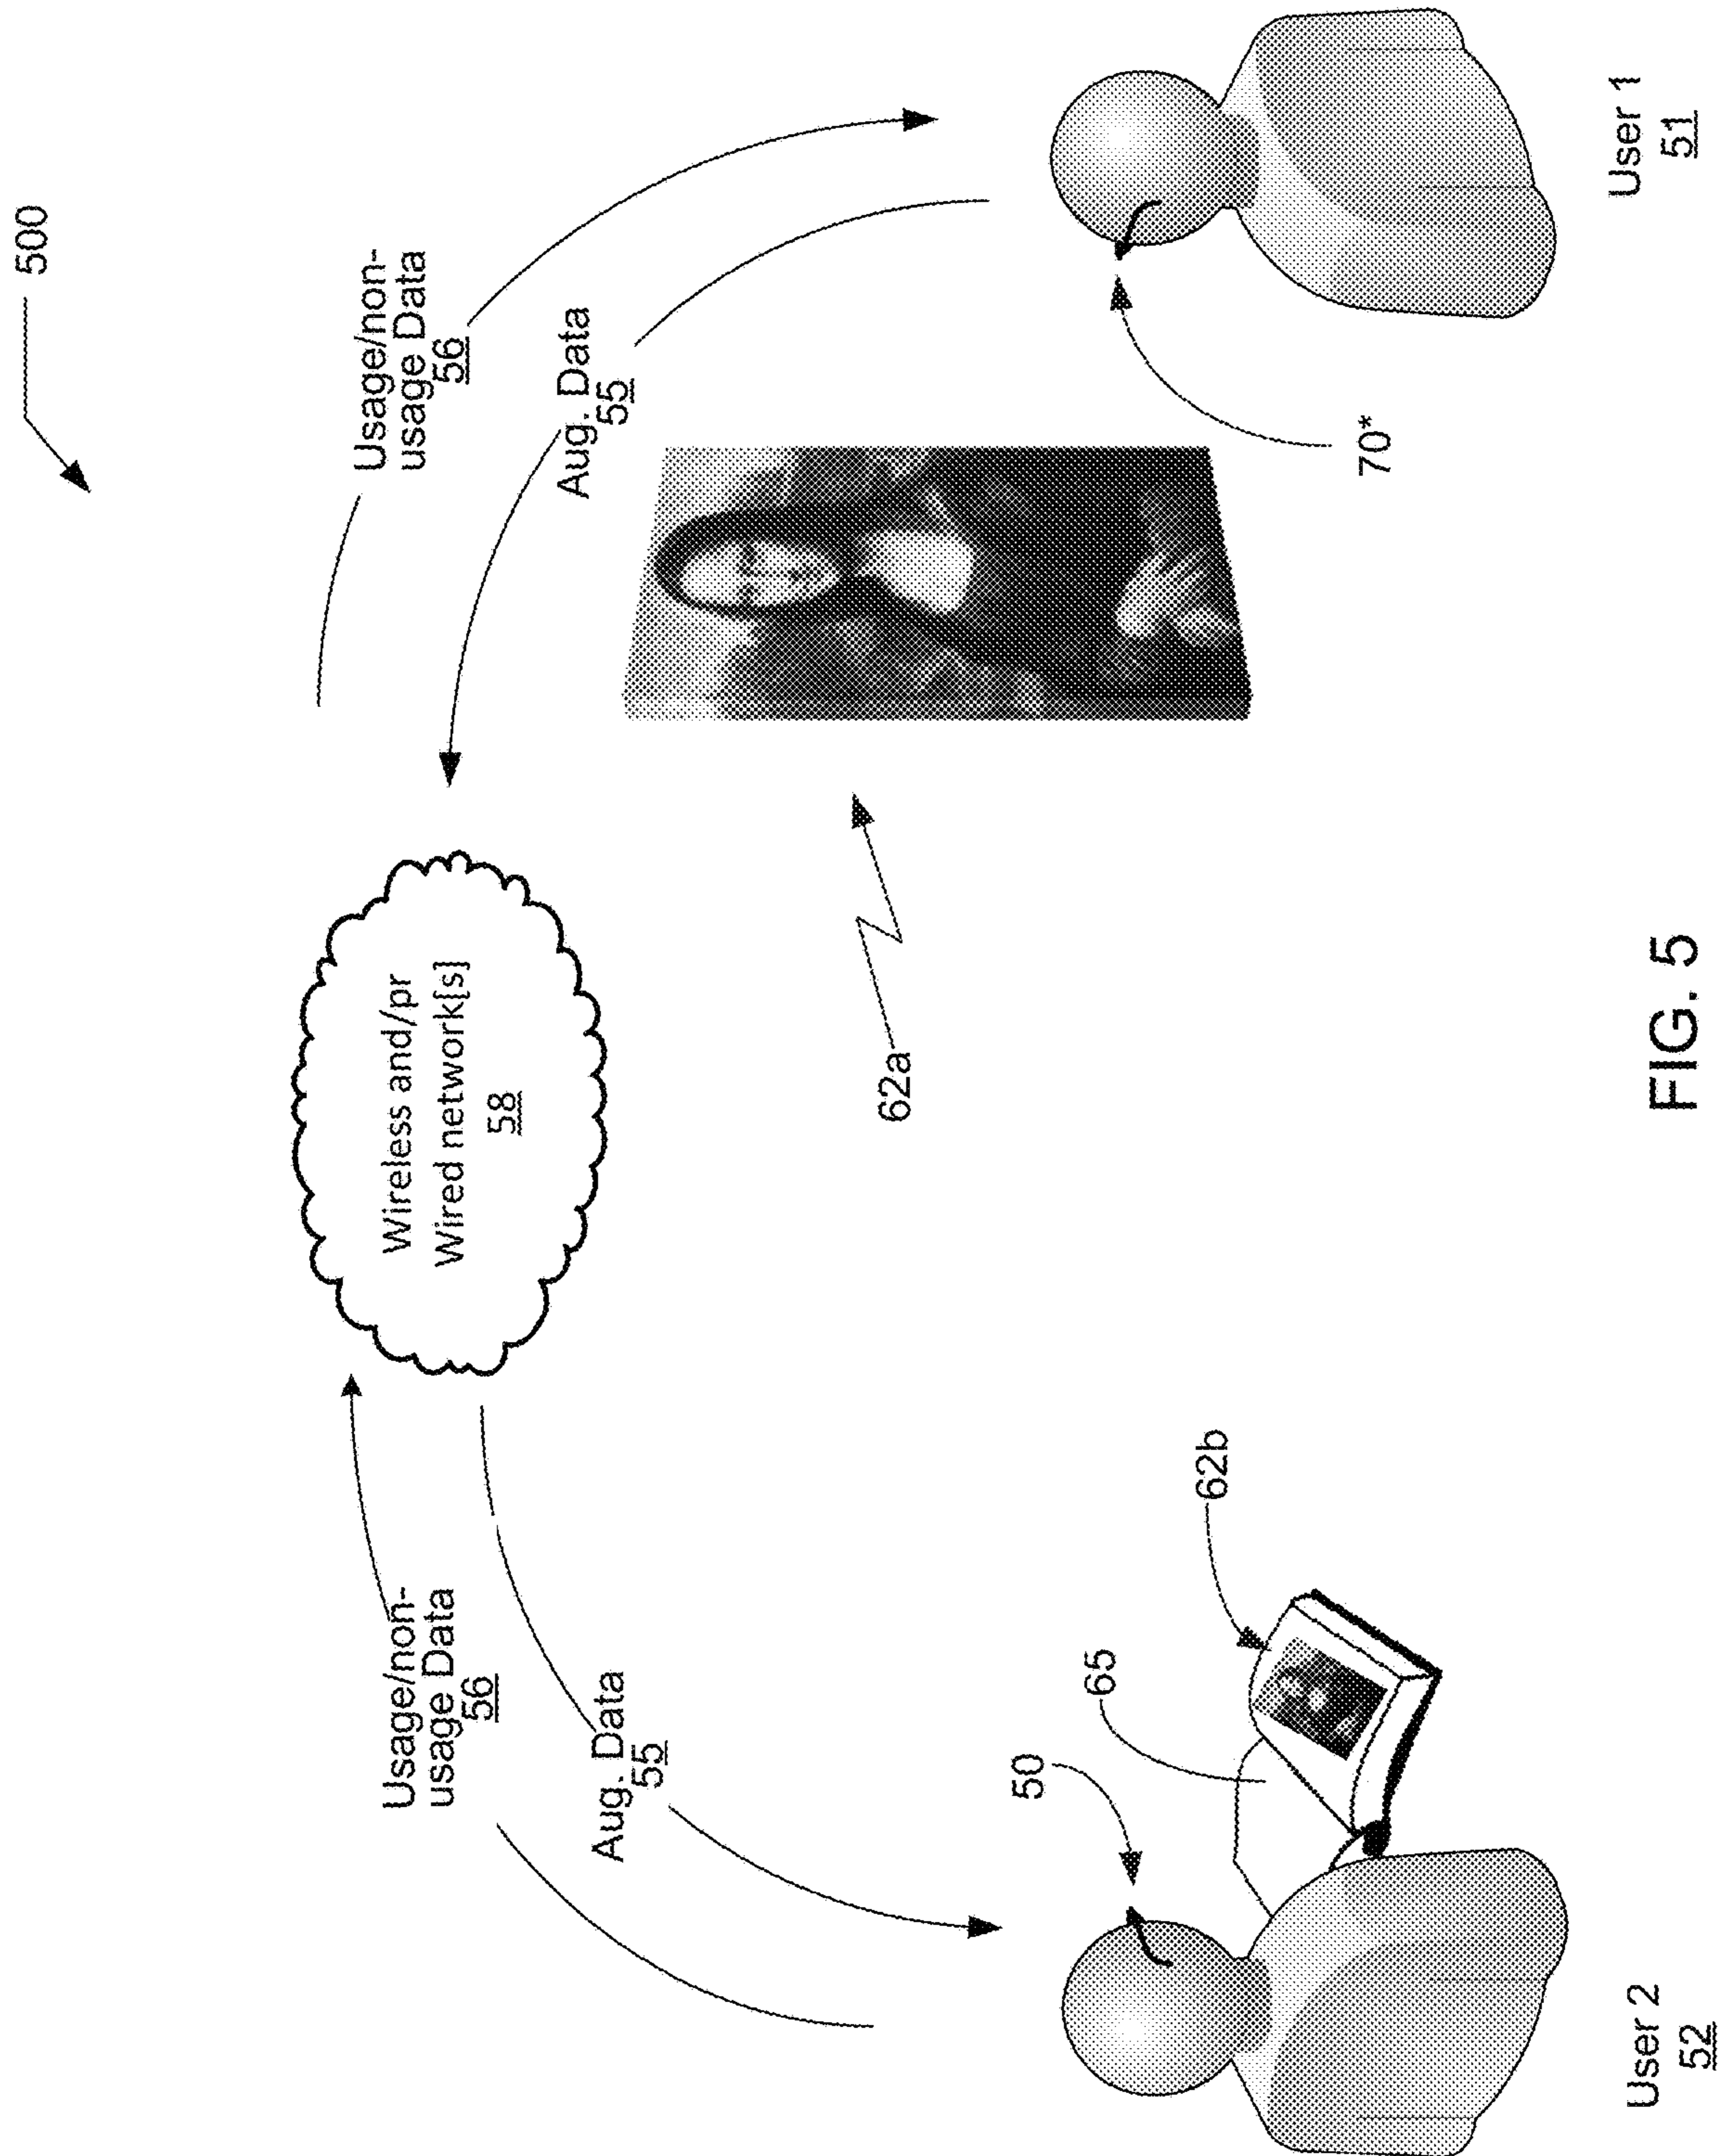 500
Usage/non-
usage Data
56
Aug. Data
55
Wireless and/pr
Wired network[s]
58
Usage/non-
usage Data
56
Aug. Data
55
62a
62b
65
50
70*
User 2
52
User 1
51
FIG. 5